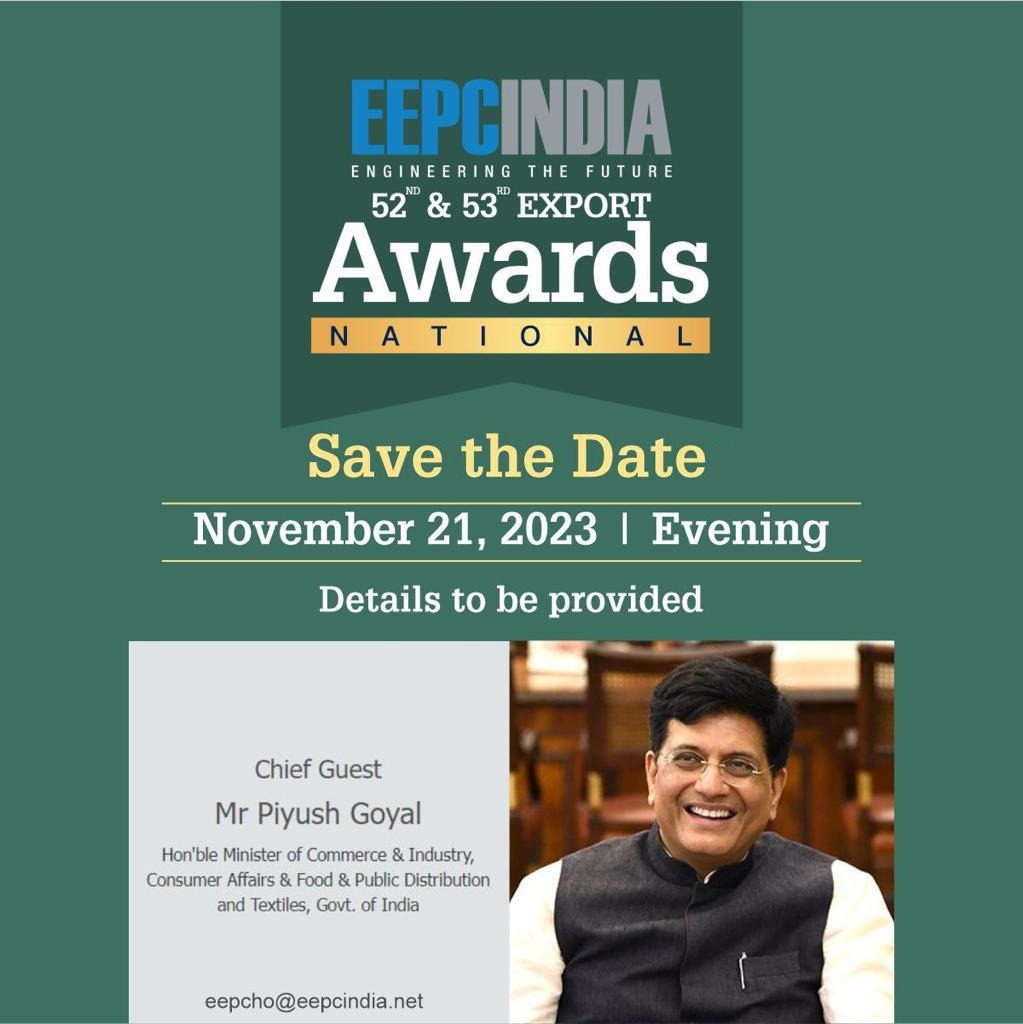 EEPCINDIA
ENGINEERING THE FUTURE
52ND & 53RD EXPORT
Awards
NATIONAL
Save the Date
November 21, 2023 | Evening
Details to be provided
Chief Guest
Mr Piyush Goyal
Hon'ble Minister of Commerce & Industry,
Consumer Affairs & Food & Public Distribution
and Textiles, Govt. of India
eepcho@eepcindia.net